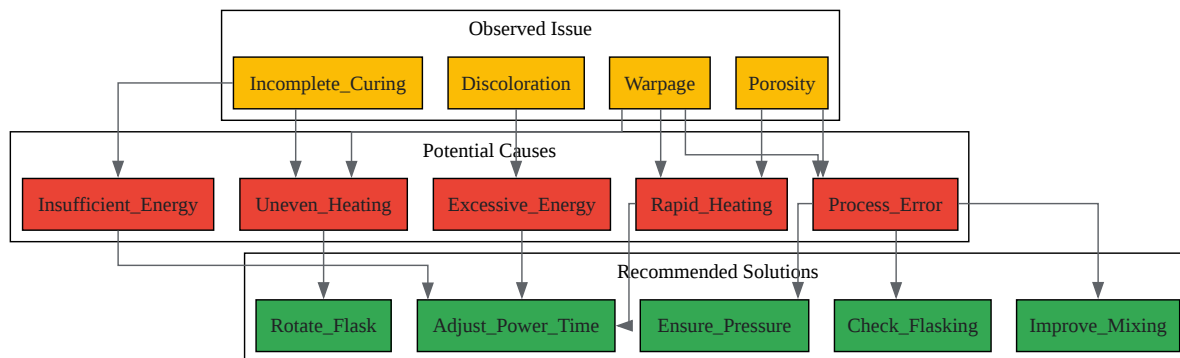 Observed Issue
Incomplete_Curing
Discoloration
Warpage
Porosity
Potential Causes
Insufficient_Energy
Uneven_Heating
Excessive_Energy
Rapid_Heating
Process_Error
Recommended Solutions
Rotate_Flask
Adjust_Power_Time
Ensure_Pressure
Check_Flasking
Improve_Mixing